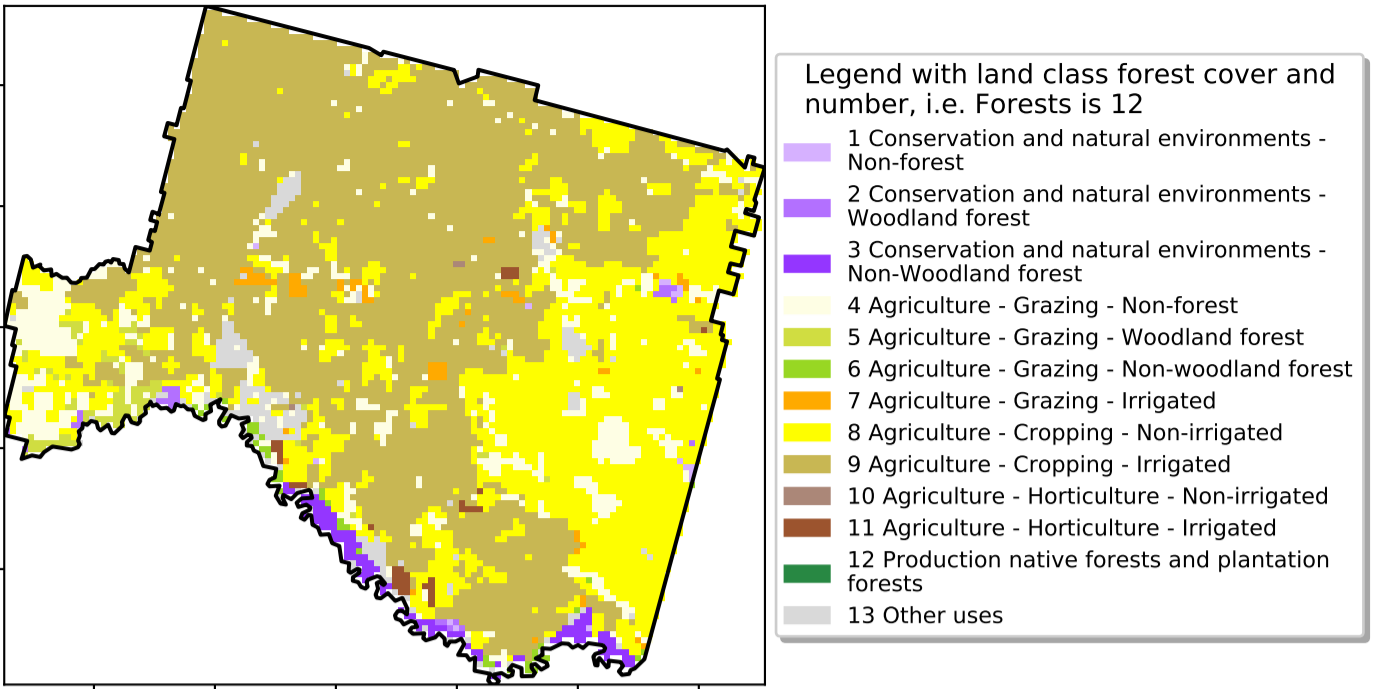 Legend with land class forest cover and
number, i.e. Forests is 12
1 Conservation and natural environments -
Non-forest
2 Conservation and natural environments -
Woodland forest
3 Conservation and natural environments -
Non-Woodland forest
4 Agriculture - Grazing - Non-forest
5 Agriculture - Grazing - Woodland forest
6 Agriculture - Grazing - Non-woodland forest
7 Agriculture - Grazing - Irrigated
8 Agriculture - Cropping - Non-irrigated
9 Agriculture - Cropping - Irrigated
10 Agriculture - Horticulture - Non-irrigated
11 Agriculture - Horticulture - Irrigated
12 Production native forests and plantation
forests
13 Other uses